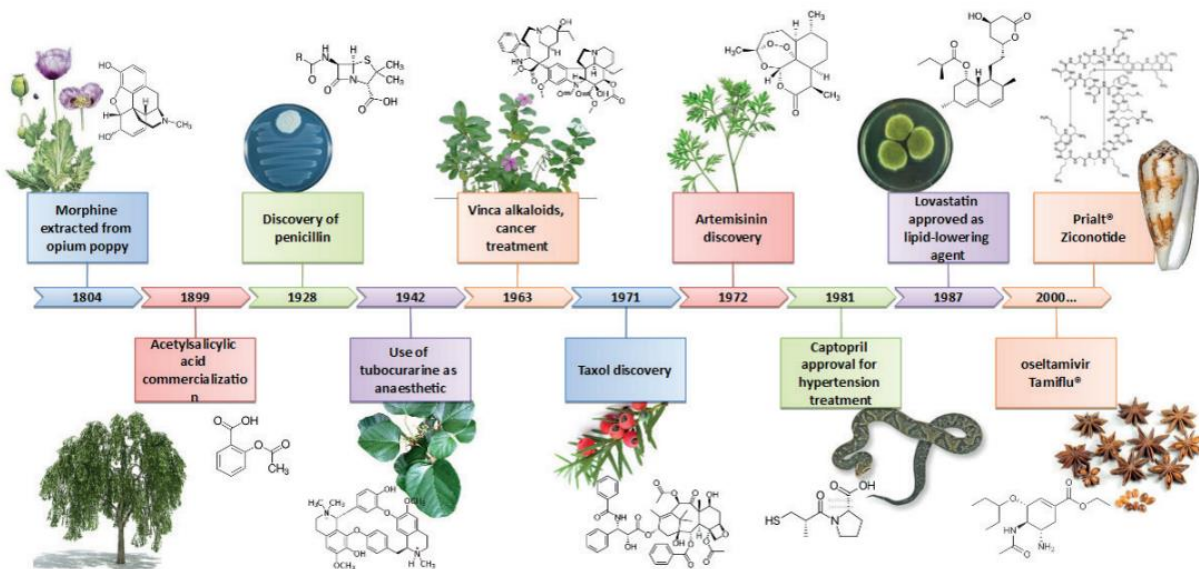 Morphine
extracted from
opium poppy
Discovery of
penicillin
Vinca alkaloids,
cancer
treatment
Artemisinin
discovery
Lovastatin
approved as
lipid-lowering
agent
Prialt®
Ziconotide
1804
1899
1928
1942
1963
1971
1972
1981
1987
2000...
Acetylsalicylic
acid
commercializatio
n
Use of
tubocurarine as
anaesthetic
Taxol discovery
Captopril
approval for
hypertension
treatment
oseltamivir
Tamiflu®